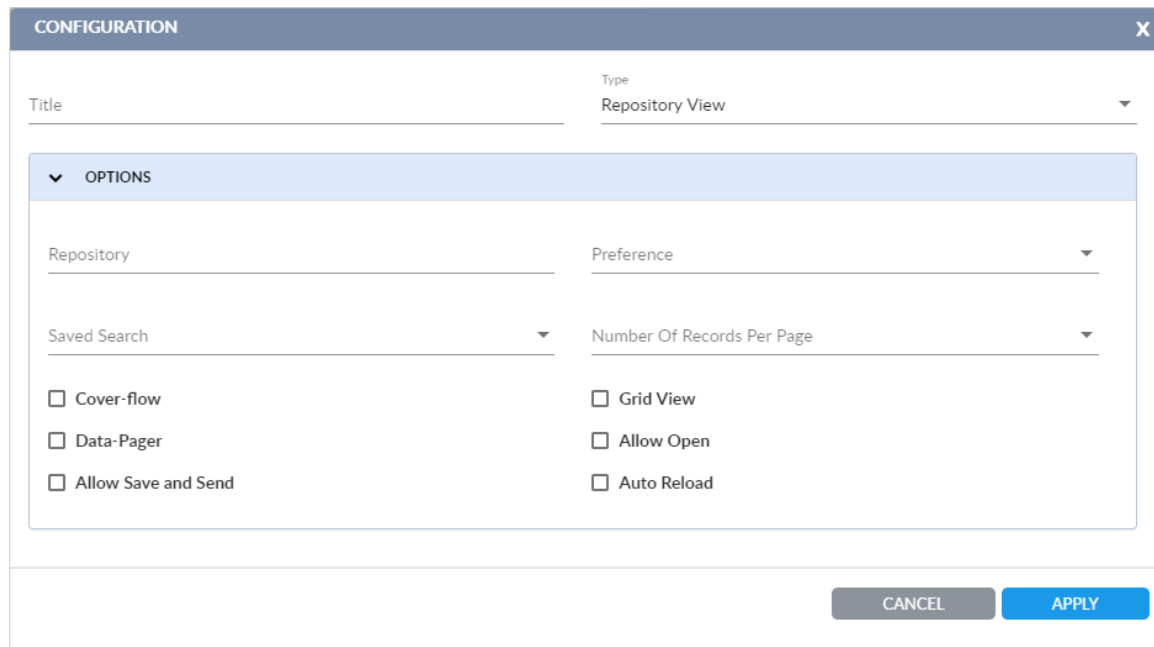 CONFIGURATION X
Type
Title Repository View
OPTIONS
Repository Preference
Saved Search Number Of Records Per Page
Cover-flow Grid View
Data-Pager Allow Open
Allow Save and Send Auto Reload
CANCEL APPLY